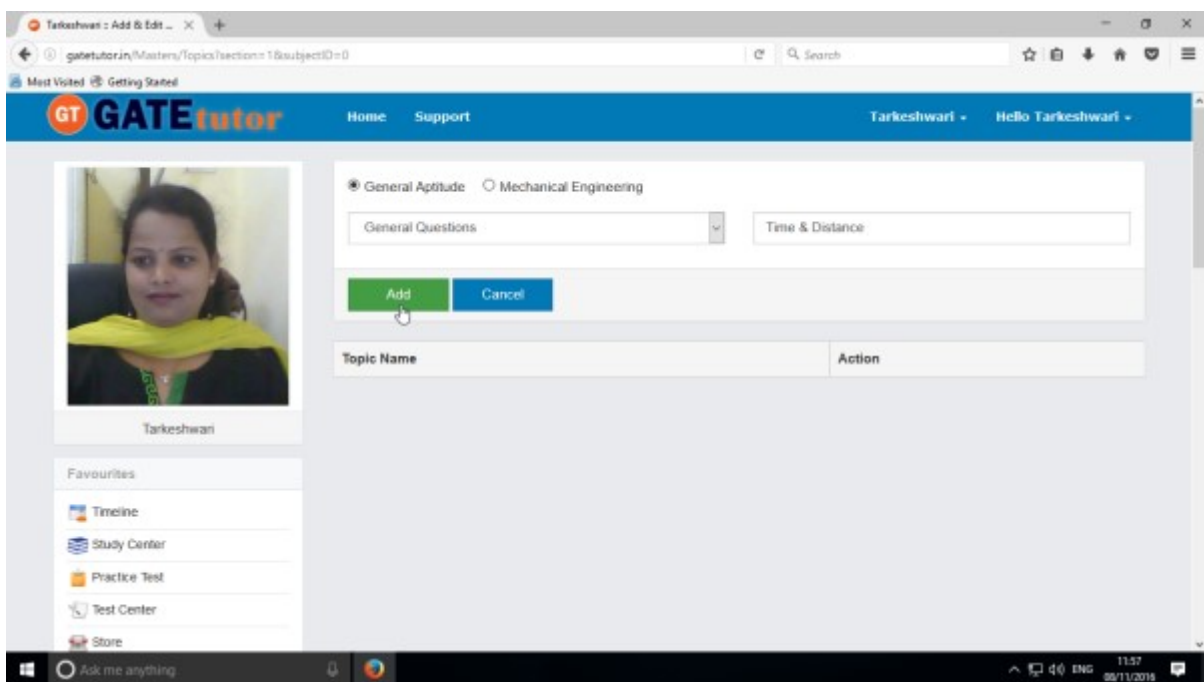 Tarkeshwari :: Add & Edit ...
gatetutor.in/Masters/Topics?section=1&subjectID=0
Search
Most Visited Getting Started
GT GATEtutor Home Support Tarkeshwari Hello Tarkeshwari
General Aptitude Mechanical Engineering
General Questions Time & Distance
Add Cancel
Topic Name Action
Tarkeshwari
Favourites
Timeline
Study Center
Practice Test
Test Center
Store
Ask me anything ENG 11:57
08/11/2016